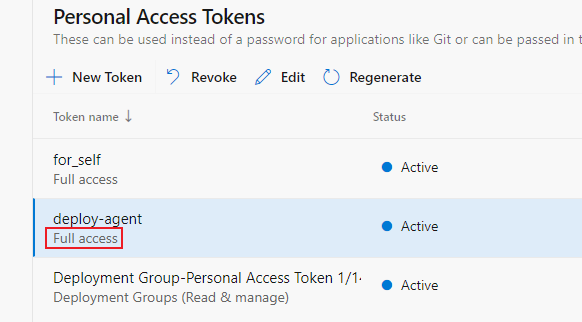 Personal Access Tokens
These can be used instead of a password for applications like Git or can be passed in t
New Token Revoke Edit Regenerate
Token name ↓ Status
for_self
Full access
Active
deploy-agent
Full access
Active
Deployment Group-Personal Access Token 1/1
Deployment Groups (Read & manage)
Active